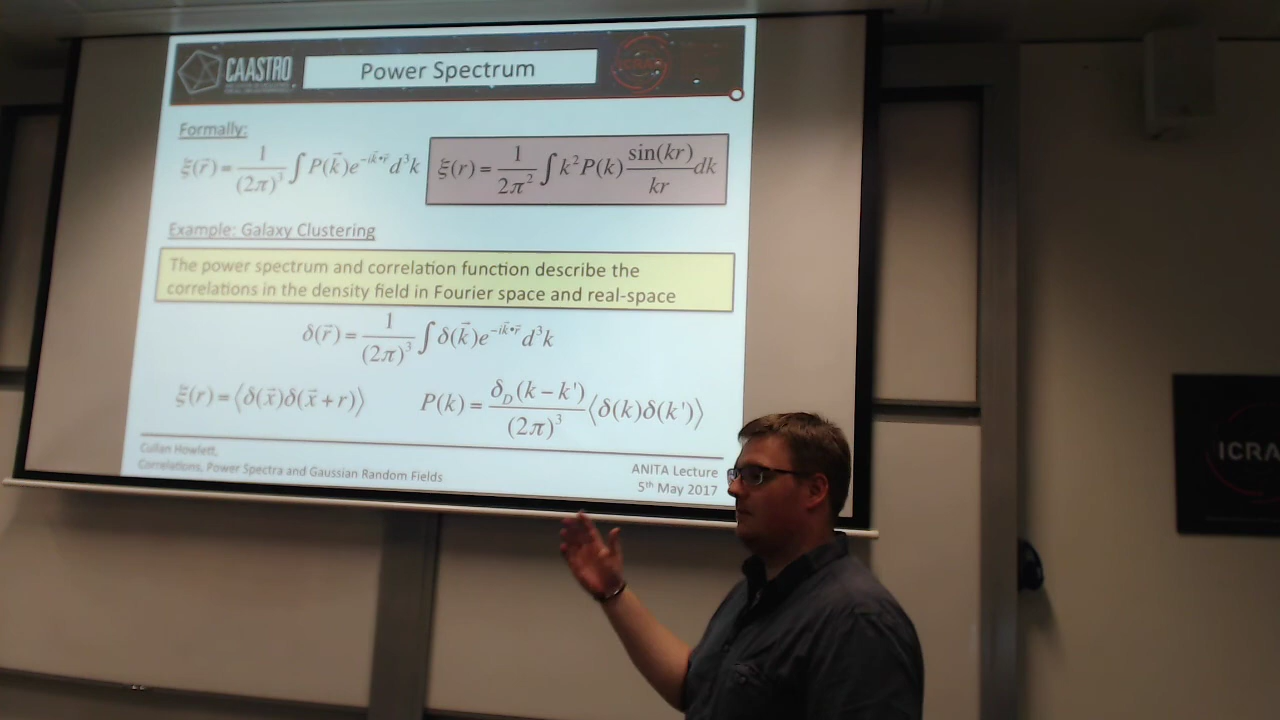 CAASTRO
Power Spectrum
ICRAR
Formally:
ξ(r⃗) = 1/(2π)³ ∫ P(k⃗)e^(-ik⃗•r⃗) d³k
ξ(r) = 1/2π² ∫ k²P(k) sin(kr)/kr dk
Example: Galaxy Clustering
The power spectrum and correlation function describe the
correlations in the density field in Fourier space and real-space
δ(r⃗) = 1/(2π)³ ∫ δ(k⃗)e^(-ik⃗•r⃗) d³k
ξ(r) = ⟨δ(x⃗)δ(x⃗ + r)⟩
P(k) = δ_D(k – k')/(2π)³ ⟨δ(k)δ(k')⟩
Cullan Howlett,
Correlations, Power Spectra and Gaussian Random Fields
ANITA Lecture
5th May 2017
ICRA